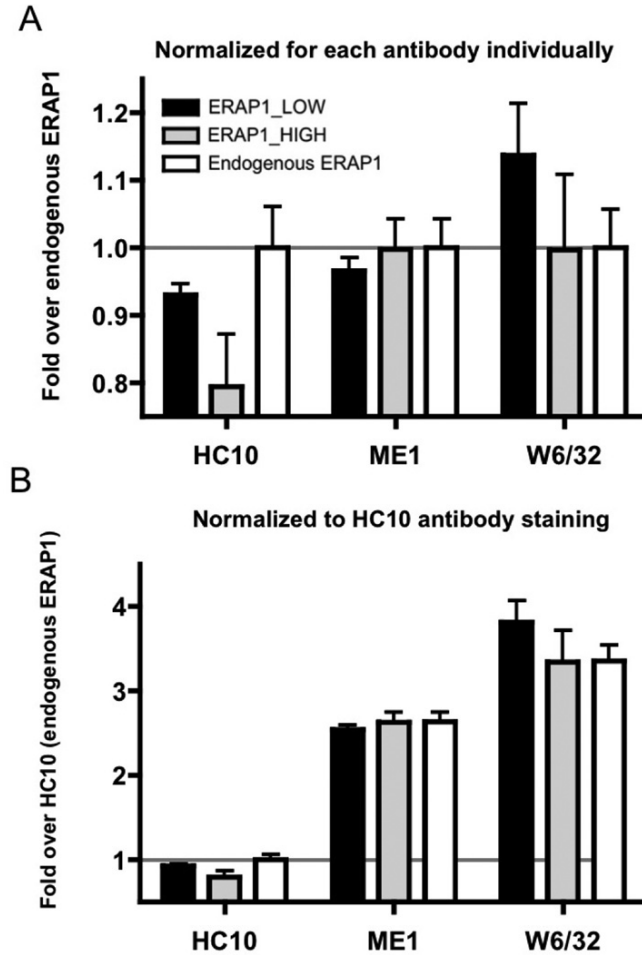 A
Normalized for each antibody individually
Fold over endogenous ERAP1
1.2
1.1
1.0
0.9
0.8
ERAP1_LOW
ERAP1_HIGH
Endogenous ERAP1
HC10 ME1 W6/32
B
Normalized to HC10 antibody staining
Fold over HC10 (endogenous ERAP1)
4
3
2
1
HC10 ME1 W6/32